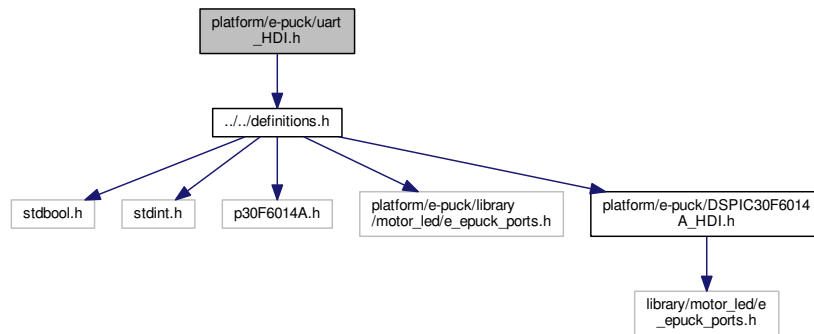 platform/e-puck/uart
_HDI.h
../../definitions.h
stdbool.h
stdint.h
p30F6014A.h
platform/e-puck/library
/motor_led/e_epuck_ports.h
platform/e-puck/DSPIC30F6014
A_HDI.h
library/motor_led/e
_epuck_ports.h